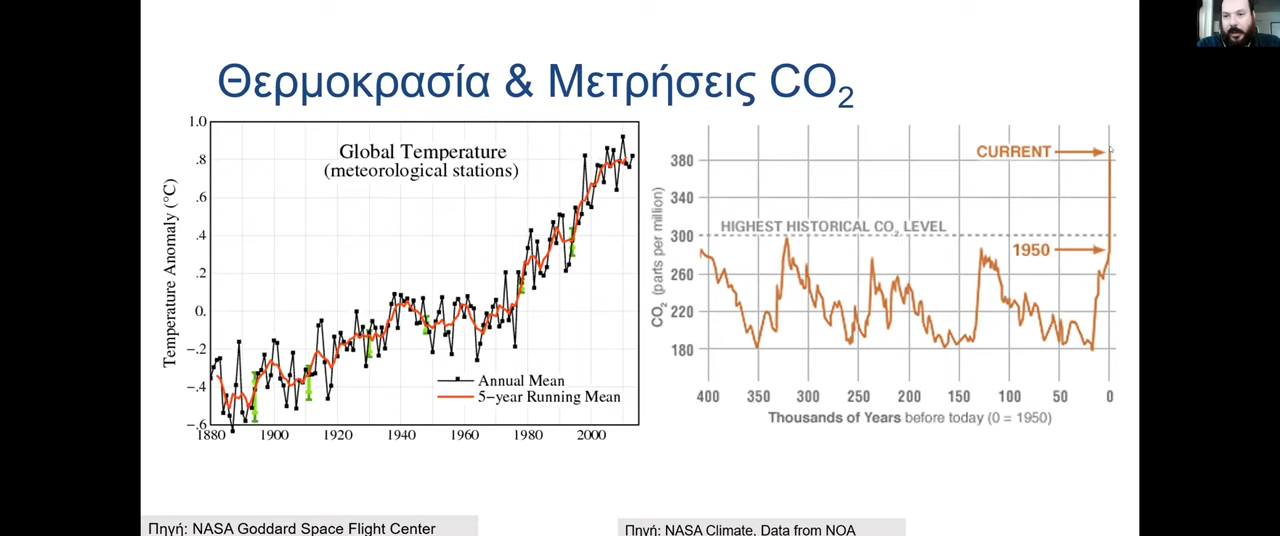 Θερμοκρασία & Μετρήσεις CO2
Global Temperature
(meteorological stations)
Temperature Anomaly (°C)
1.0
.8
.6
.4
.2
0.
−.2
−.4
−.6
1880 1900 1920 1940 1960 1980 2000
Annual Mean
5−year Running Mean
CO2 (parts per million)
380
340
300
260
220
180
CURRENT
HIGHEST HISTORICAL CO2 LEVEL
1950
400 350 300 250 200 150 100 50 0
Thousands of Years before today (0 = 1950)
Πηγή: NASA Goddard Space Flight Center
Πηγή: NASA Climate, Data from NOA